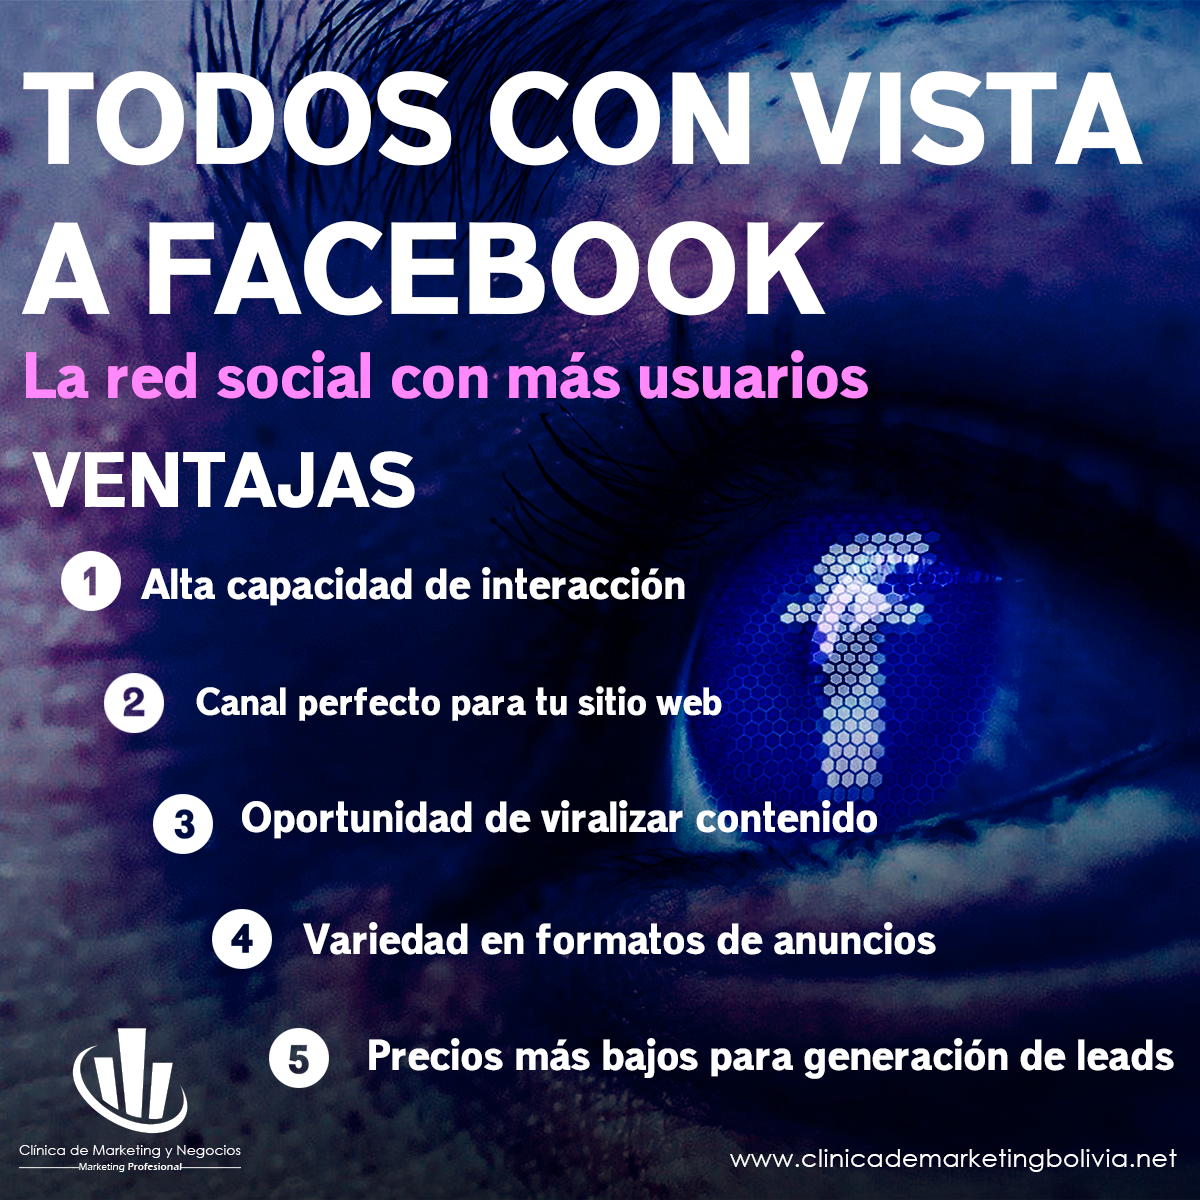 TODOS CON VISTA
A FACEBOOK
La red social con más usuarios
VENTAJAS
1 Alta capacidad de interacción
2 Canal perfecto para tu sitio web
3 Oportunidad de viralizar contenido
4 Variedad en formatos de anuncios
5 Precios más bajos para generación de leads
Clínica de Marketing y Negocios
Marketing Profesional
www.clinicademarketingbolivia.net